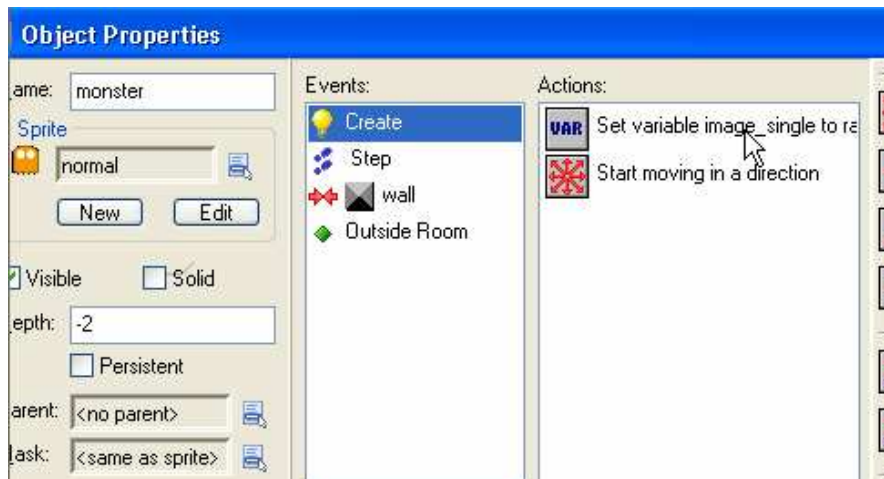 Object Properties
ame: monster
Sprite
normal
New Edit
Visible Solid
epth: -2
Persistent
arent: <no parent>
ask: <same as sprite>
Events:
Create
Step
wall
Outside Room
Actions:
VAR Set variable image_single to ra
Start moving in a direction